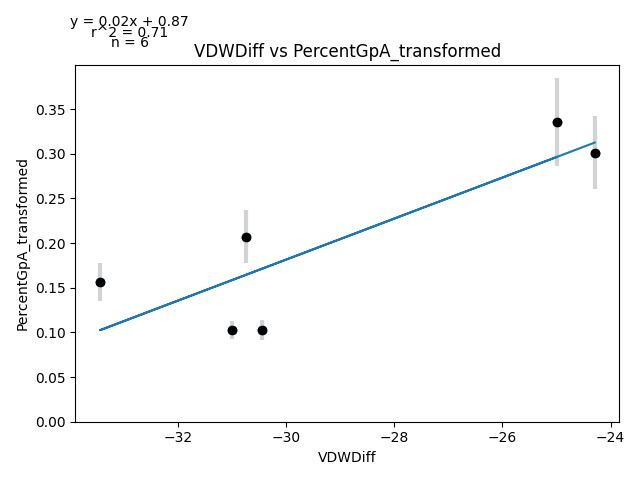 y = 0.02x + 0.87
r^2 = 0.71
n = 6
VDWDiff vs PercentGpA_transformed
PercentGpA_transformed
0.35
0.30
0.25
0.20
0.15
0.10
0.05
0.00
−32
−30
−28
−26
−24
VDWDiff